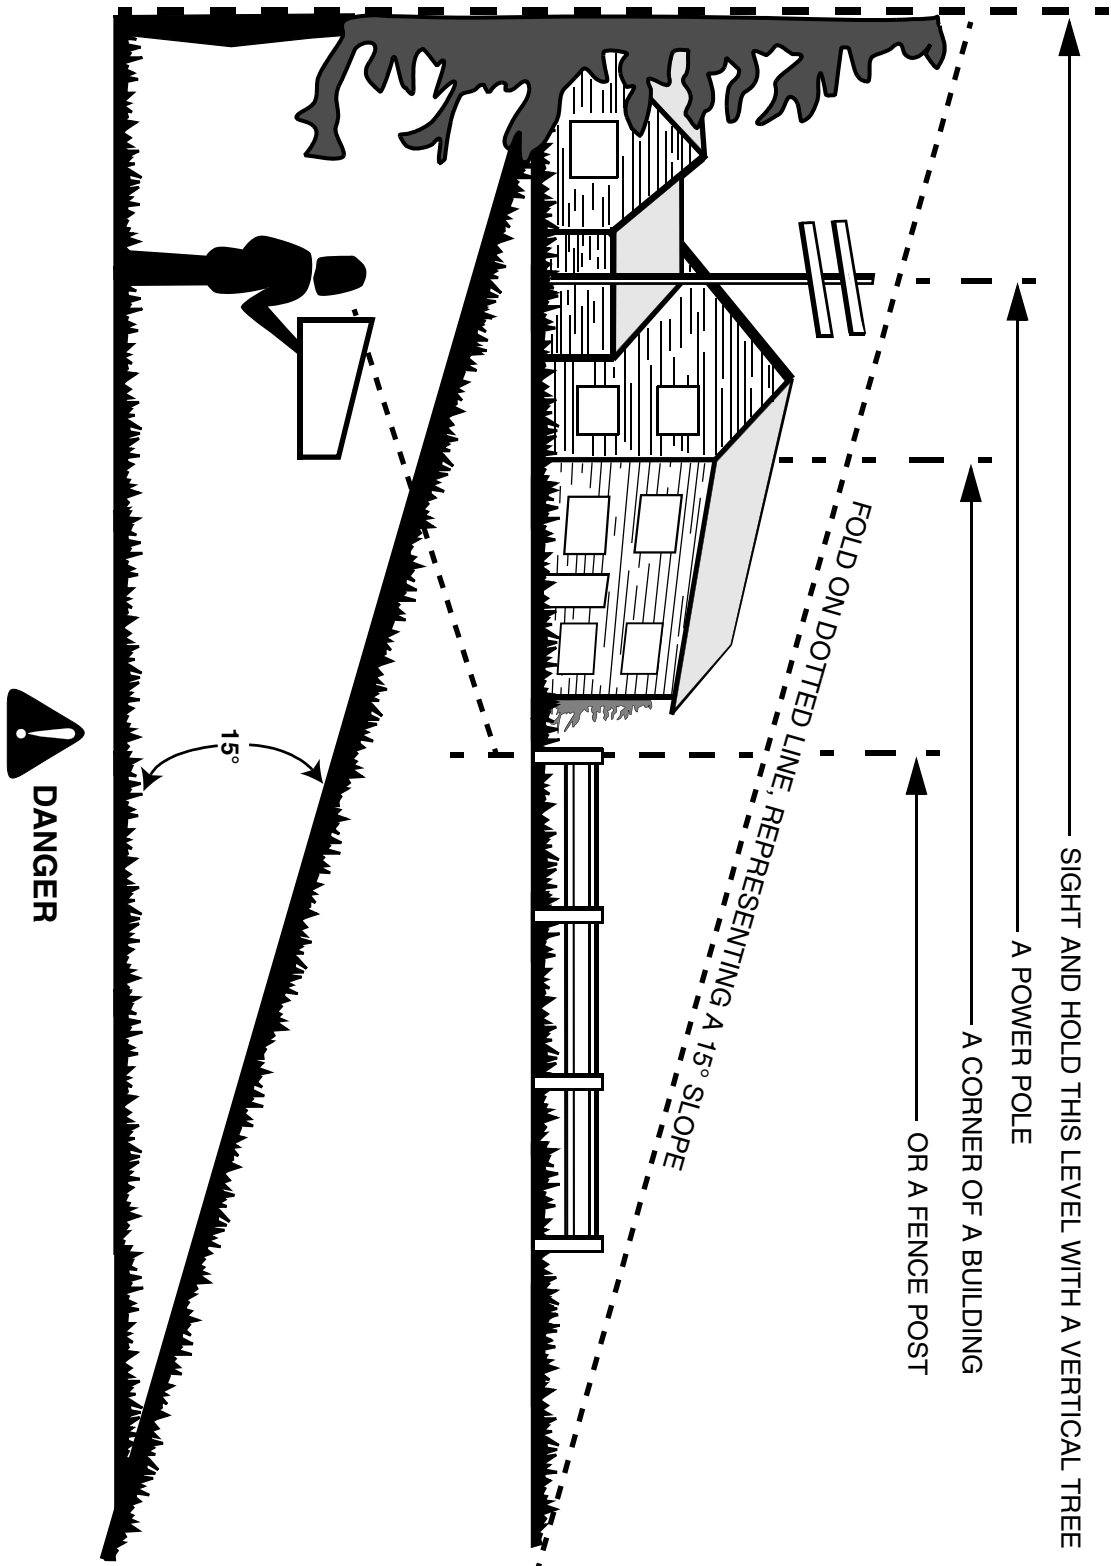 SIGHT AND HOLD THIS LEVEL WITH A VERTICAL TREE
A POWER POLE
A CORNER OF A BUILDING
OR A FENCE POST
FOLD ON DOTTED LINE, REPRESENTING A 15° SLOPE
15°
DANGER